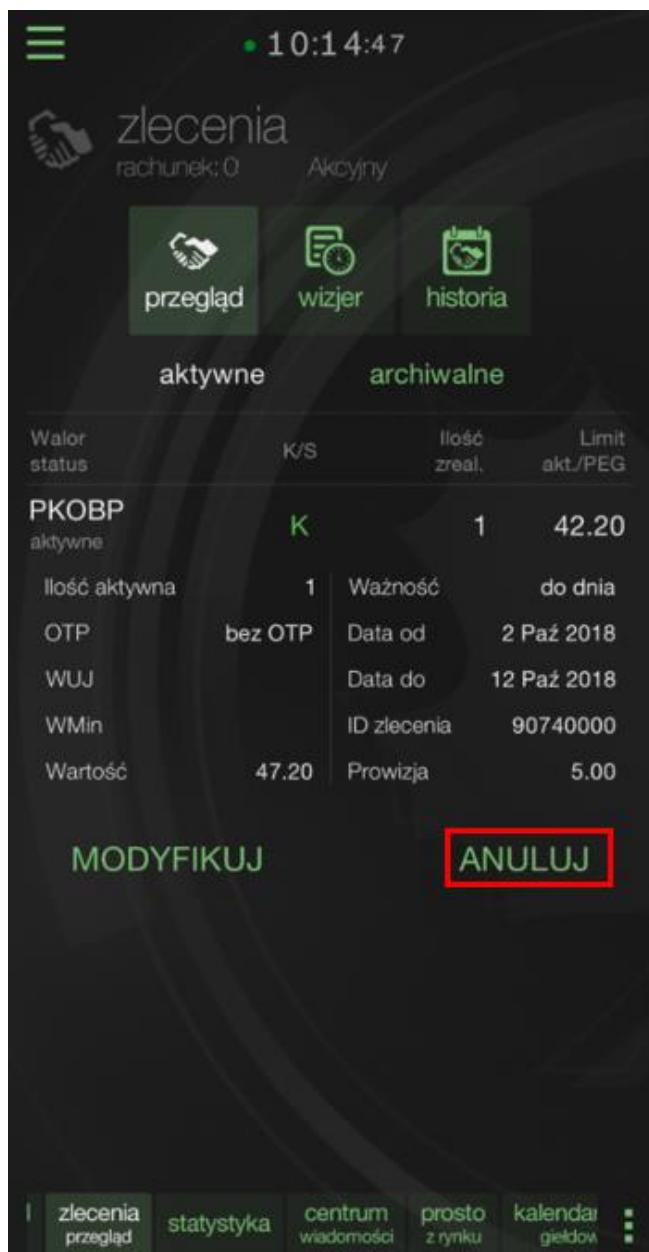 10:14:47
zlecenia
rachunek: 0 Akcyjny
przegląd wizjer historia
aktywne archiwalne
Walor K/S Ilość Limit
status zreal. akt./PEG
PKOBP K 1 42.20
aktywne
Ilość aktywna 1 Ważność do dnia
OTP bez OTP Data od 2 Paź 2018
WUJ Data do 12 Paź 2018
WMin ID zlecenia 90740000
Wartość 47.20 Prowizja 5.00
MODYFIKUJ ANULUJ
zlecenia statystyka centrum prosto kalendar
przegląd wiadomości z rynku giełdow